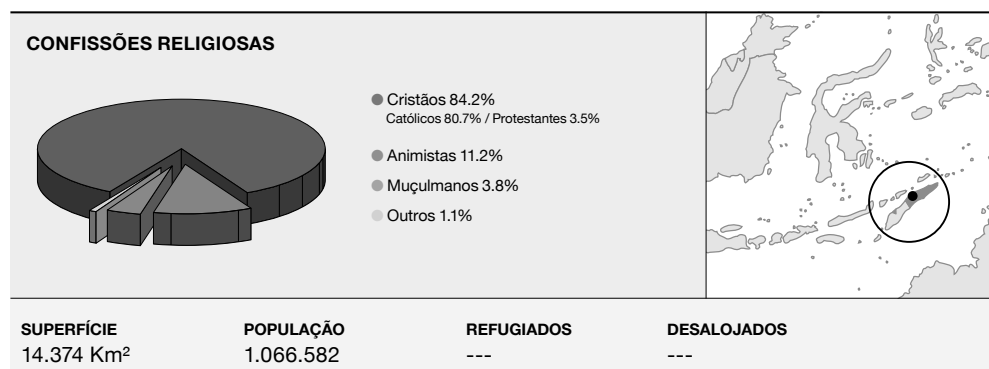 CONFISSÕES RELIGIOSAS
Cristãos 84.2%
Católicos 80.7% / Protestantes 3.5%
Animistas 11.2%
Muçulmanos 3.8%
Outros 1.1%
SUPERFÍCIE
14.374 Km²
POPULAÇÃO
1.066.582
REFUGIADOS
---
DESALOJADOS
---